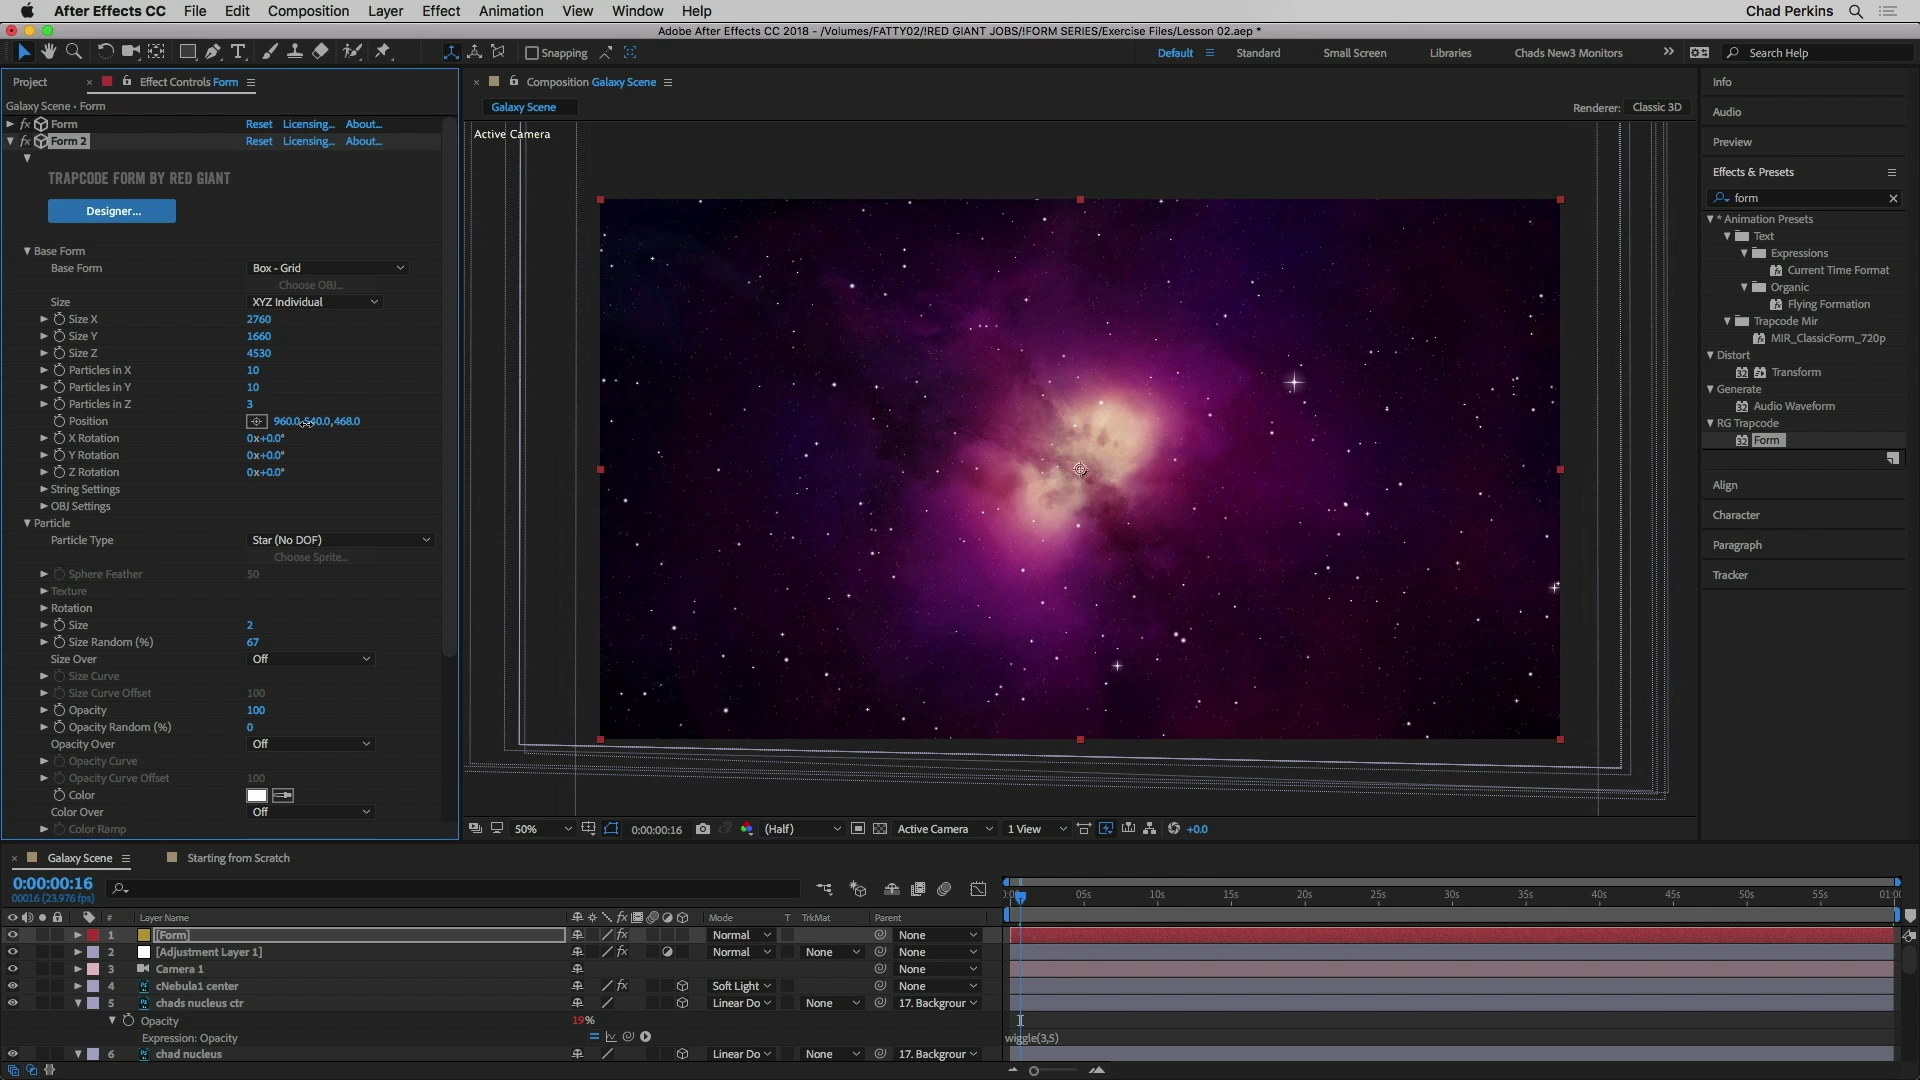 After Effects CC File Edit Composition Layer Effect Animation View Window Help Chad Perkins
Adobe After Effects CC 2018 - /Volumes/FATTY02/!RED GIANT JOBS/!FORM SERIES/Exercise Files/Lesson 02.aep *
Snapping Default Standard Small Screen Libraries Chads New3 Monitors Search Help
Project Effect Controls Form
Composition Galaxy Scene
Info
Galaxy Scene • Form
Galaxy Scene
Renderer: Classic 3D
Audio
Form Reset Licensing... About...
Active Camera
Form 2 Reset Licensing... About...
Preview
TRAPCODE FORM BY RED GIANT
Effects & Presets
Designer...
form
* Animation Presets
Text
Base Form
Expressions
Base Form Box - Grid
Current Time Format
Choose OBJ...
Organic
Size XYZ Individual
Flying Formation
Size X 2760
Trapcode Mir
Size Y 1660
MIR_ClassicForm_720p
Size Z 4530
Distort
Particles in X 10
Transform
Particles in Y 10
Generate
Particles in Z 3
Audio Waveform
Position 960.0,540.0,468.0
RG Trapcode
X Rotation 0x+0.0°
Form
Y Rotation 0x+0.0°
Z Rotation 0x+0.0°
String Settings
Align
OBJ Settings
Character
Particle
Particle Type Star (No DOF)
Paragraph
Choose Sprite...
Sphere Feather 50
Tracker
Texture
Rotation
Size 2
Size Random (%) 67
Size Over Off
Size Curve
Size Curve Offset 100
Opacity 100
Opacity Random (%) 0
Opacity Over Off
Opacity Curve
Opacity Curve Offset 100
Color
Color Over Off
Color Ramp
50% 0:00:00:16 (Half) Active Camera 1 View +0.0
Galaxy Scene Starting from Scratch
0:00:00:16
00016 (23.976 fps)
05s 10s 15s 20s 25s 30s 35s 40s 45s 50s 55s 01:0
# Layer Name Mode T TrkMat Parent
1 [Form] Normal None
2 [Adjustment Layer 1] Normal None None
3 Camera 1 None
4 cNebula1 center Soft Light None
5 chads nucleus ctr Linear Do None 17. Backgrour
Opacity 19%
Expression: Opacity wiggle(3,5)
6 chad nucleus Linear Do None 17. Backgrour